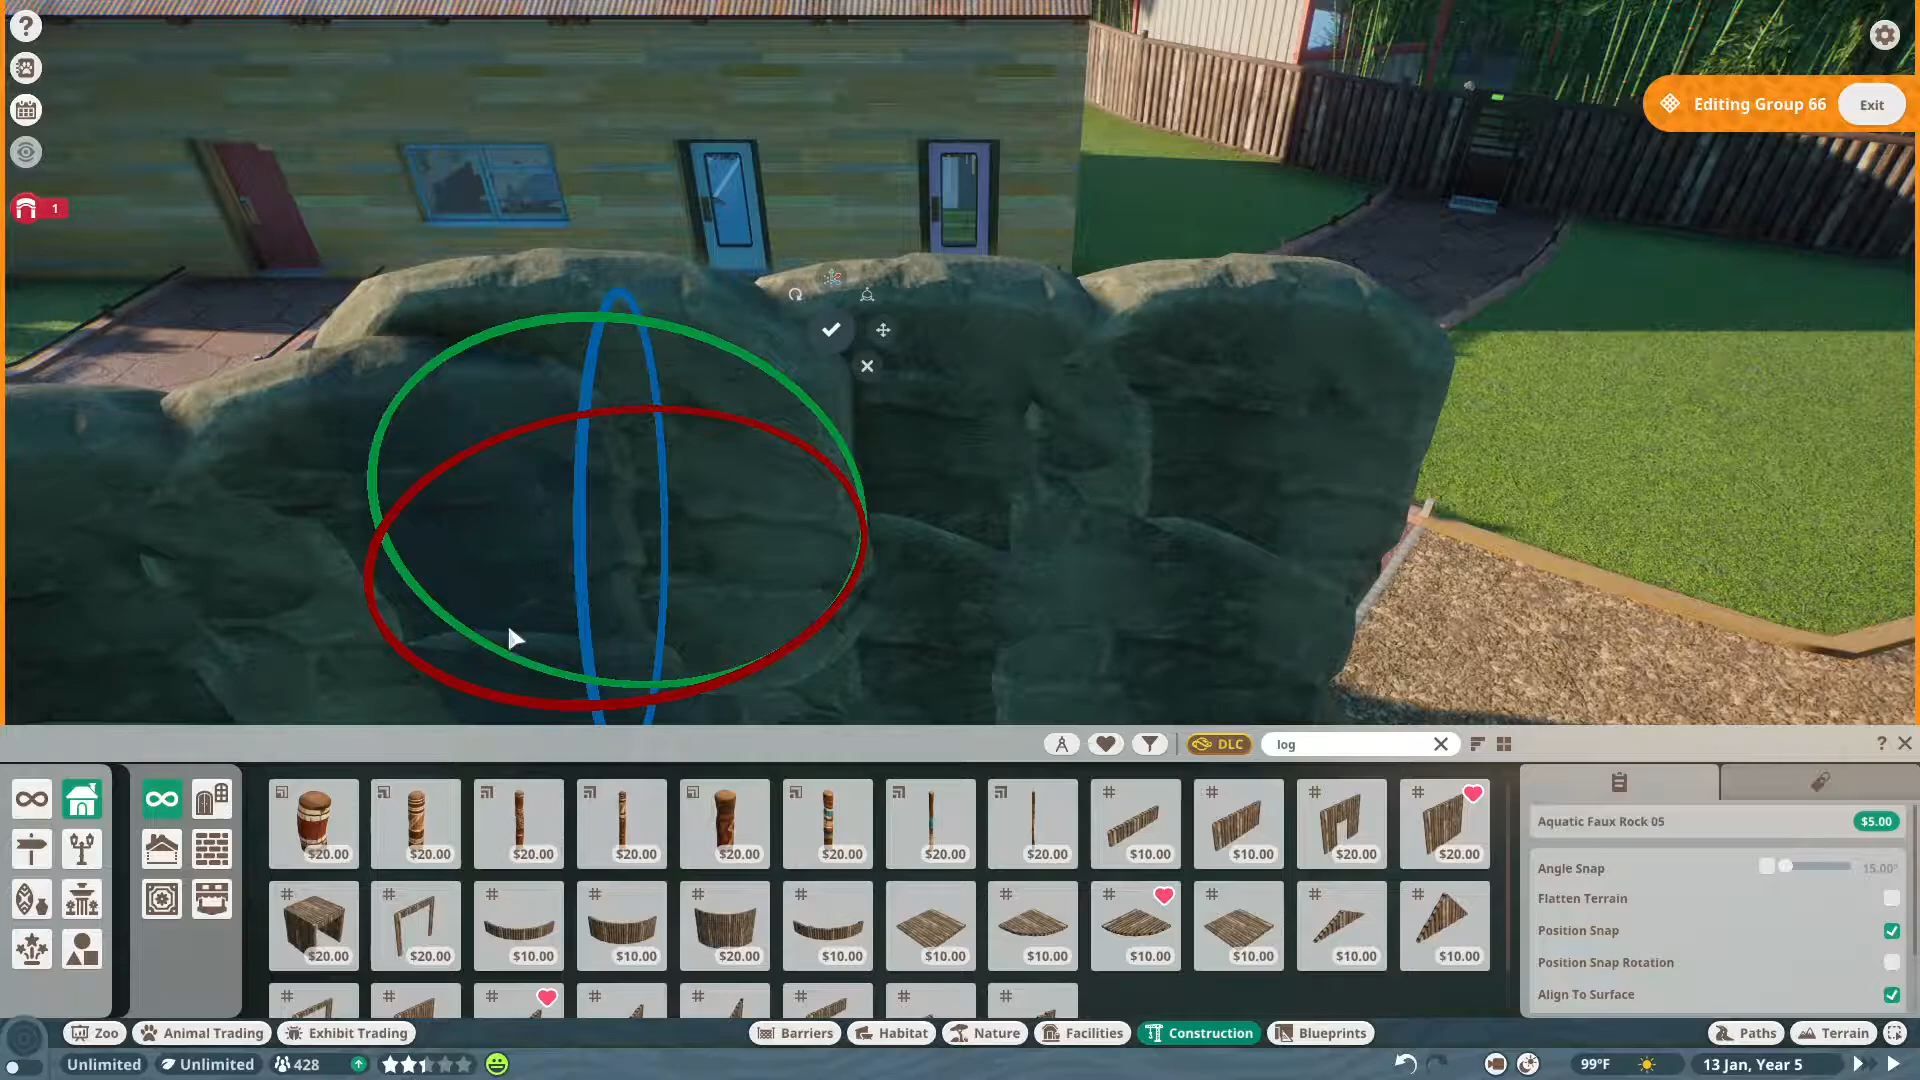 ?
Editing Group 66
Exit
1
DLC
log
?
$20.00 $20.00 $20.00 $20.00 $20.00 $20.00 $20.00 $20.00 $10.00 $10.00 $20.00 $20.00
$20.00 $20.00 $10.00 $10.00 $20.00 $10.00 $10.00 $10.00 $10.00 $10.00 $10.00 $10.00
Aquatic Faux Rock 05 $5.00
Angle Snap 15.00°
Flatten Terrain
Position Snap
Position Snap Rotation
Align To Surface
Zoo Animal Trading Exhibit Trading Barriers Habitat Nature Facilities Construction Blueprints Paths Terrain
Unlimited Unlimited 428 99°F 13 Jan, Year 5